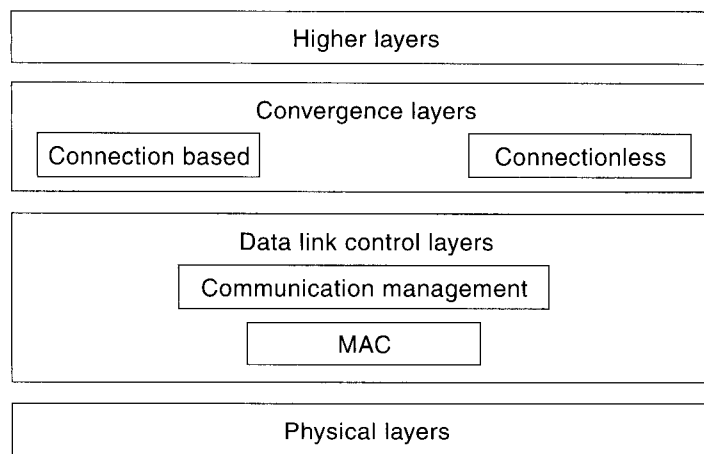 Higher layers
Convergence layers
Connection based
Connectionless
Data link control layers
Communication management
MAC
Physical layers